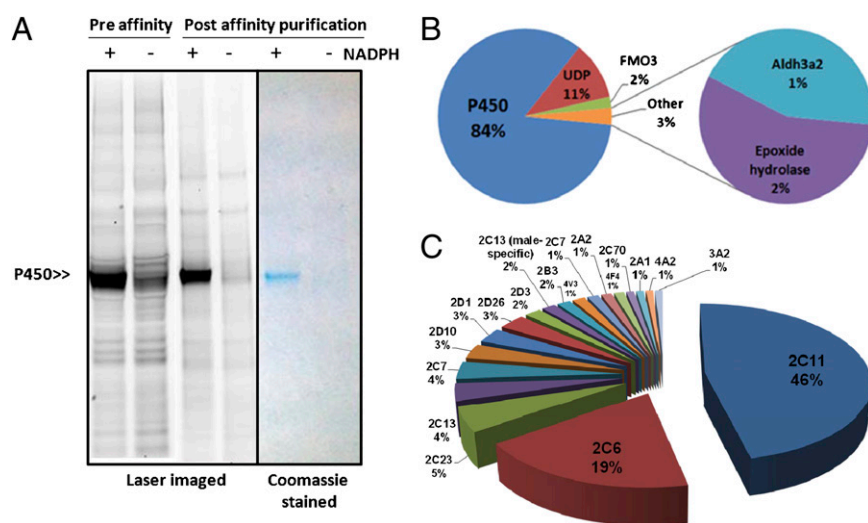 A
Pre affinity Post affinity purification
+ - + - + - NADPH
P450>>
Laser imaged
Coomassie
stained
B
P450
84%
UDP
11%
FMO3
2%
Other
3%
Aldh3a2
1%
Epoxide
hydrolase
2%
C
2C11
46%
2C6
19%
2C23
5%
2C13
4%
2C7
4%
2D10
3%
2D1
3%
2D26
3%
2D3
2%
2C13 (male-
specific)
2%
2B3
2%
4V3
1%
2C7
1%
2A2
1%
4F4
1%
2C70
1%
2A1
1%
4A2
1%
3A2
1%